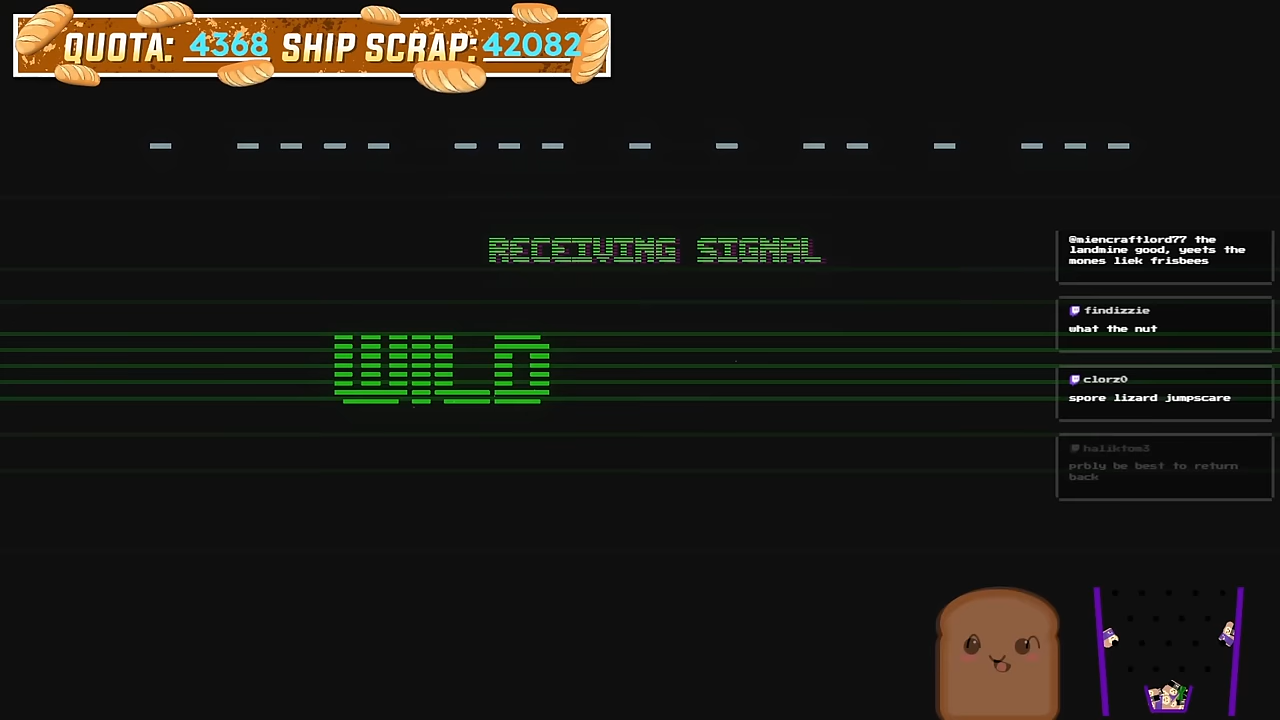 QUOTA: 4368 SHIP SCRAP: 42082
RECEIVING SIGNAL
WILD
@miencraftlord77 the
landmine good, yeets the
mones liek frisbees
findizzie
what the nut
clorz0
spore lizard jumpscare
haliktom3
prbly be best to return
back